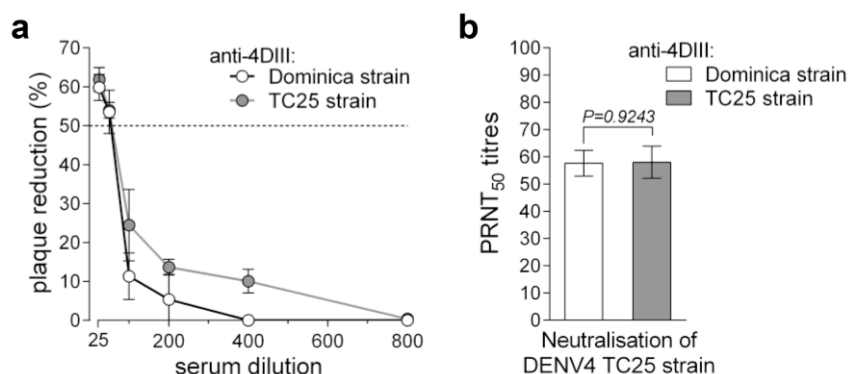 a
anti-4DIII:
Dominica strain
TC25 strain
plaque reduction (%)
70
60
50
40
30
20
10
0
25 200 400 600 800
serum dilution
b
anti-4DIII:
Dominica strain
TC25 strain
P=0.9243
PRNT50 titres
100
90
80
70
60
50
40
30
20
10
0
Neutralisation of
DENV4 TC25 strain